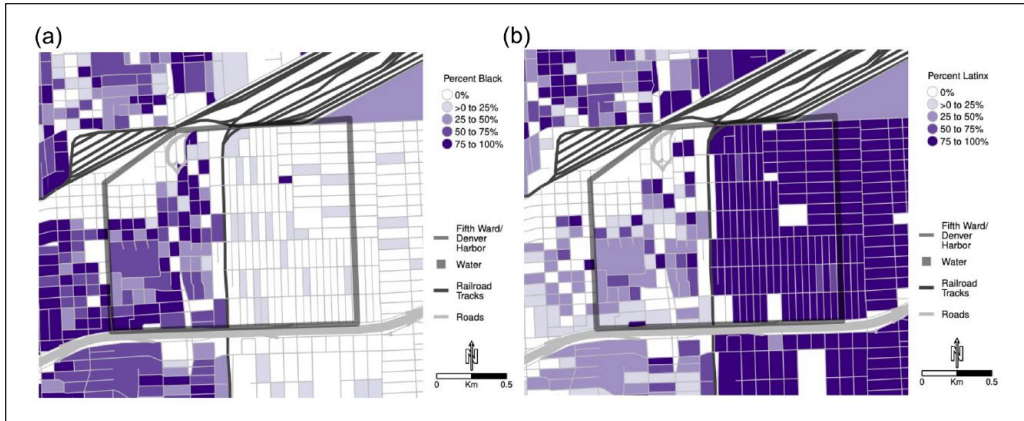 (a)
Percent Black
0%
>0 to 25%
25 to 50%
50 to 75%
75 to 100%
Fifth Ward/
Denver
Harbor
Water
Railroad
Tracks
Roads
N
0
Km
0.5
(b)
Percent Latinx
0%
>0 to 25%
25 to 50%
50 to 75%
75 to 100%
Fifth Ward/
Denver
Harbor
Water
Railroad
Tracks
Roads
N
0
Km
0.5